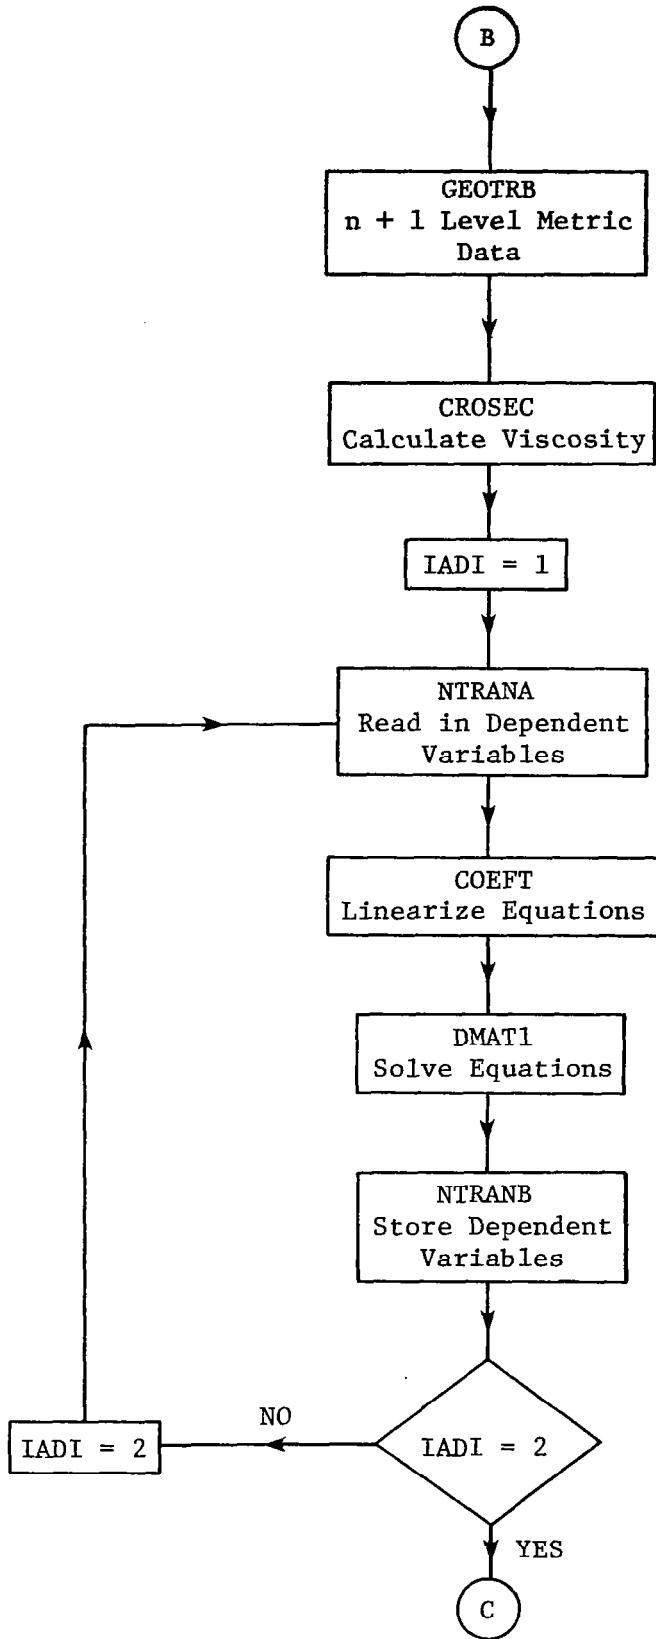 B
GEOTRB
n + 1 Level Metric
Data
CROSEC
Calculate Viscosity
IADI = 1
NTRANA
Read in Dependent
Variables
COEFT
Linearize Equations
DMAT1
Solve Equations
NTRANB
Store Dependent
Variables
NO
IADI = 2
IADI = 2
YES
C